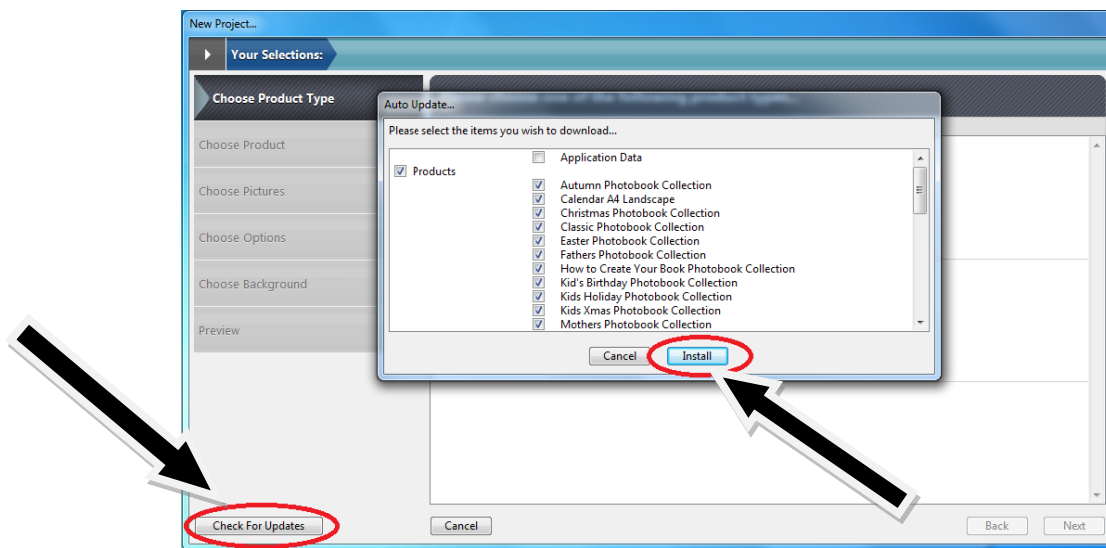 New Project...
Your Selections:
Choose Product Type
Choose Product
Choose Pictures
Choose Options
Choose Background
Preview
Auto Update...
Please select the items you wish to download...
Application Data
Products
Autumn Photobook Collection
Calendar A4 Landscape
Christmas Photobook Collection
Classic Photobook Collection
Easter Photobook Collection
Fathers Photobook Collection
How to Create Your Book Photobook Collection
Kid's Birthday Photobook Collection
Kids Holiday Photobook Collection
Kids Xmas Photobook Collection
Mothers Photobook Collection
Cancel
Install
Check For Updates
Cancel
Back
Next